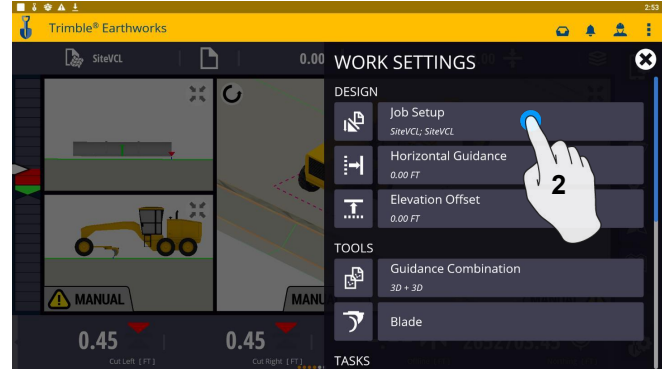 2:53
Trimble® Earthworks
SiteVCL
0.00
WORK SETTINGS
DESIGN
Job Setup
SiteVCL; SiteVCL
Horizontal Guidance
0.00 FT
2
Elevation Offset
0.00 FT
TOOLS
Guidance Combination
3D + 3D
Blade
TASKS
MANUAL
MANU
0.45
Cut Left [FT]
0.45
Cut Right [FT]